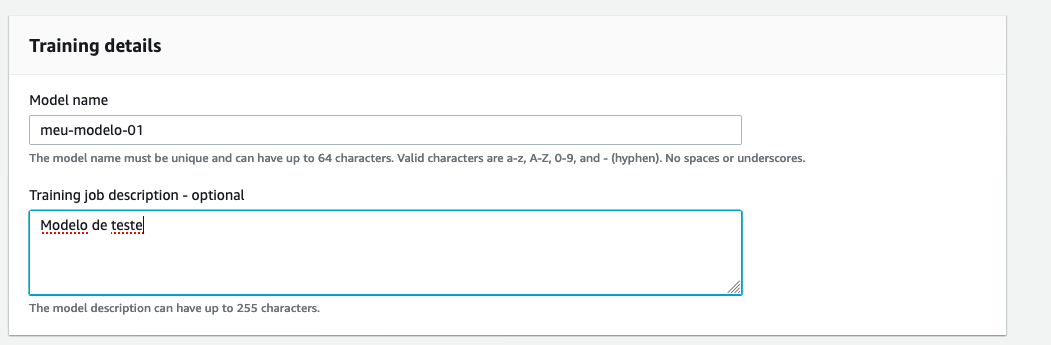 Training details
Model name
meu-modelo-01
The model name must be unique and can have up to 64 characters. Valid characters are a-z, A-Z, 0-9, and - (hyphen). No spaces or underscores.
Training job description - optional
Modelo de teste
The model description can have up to 255 characters.